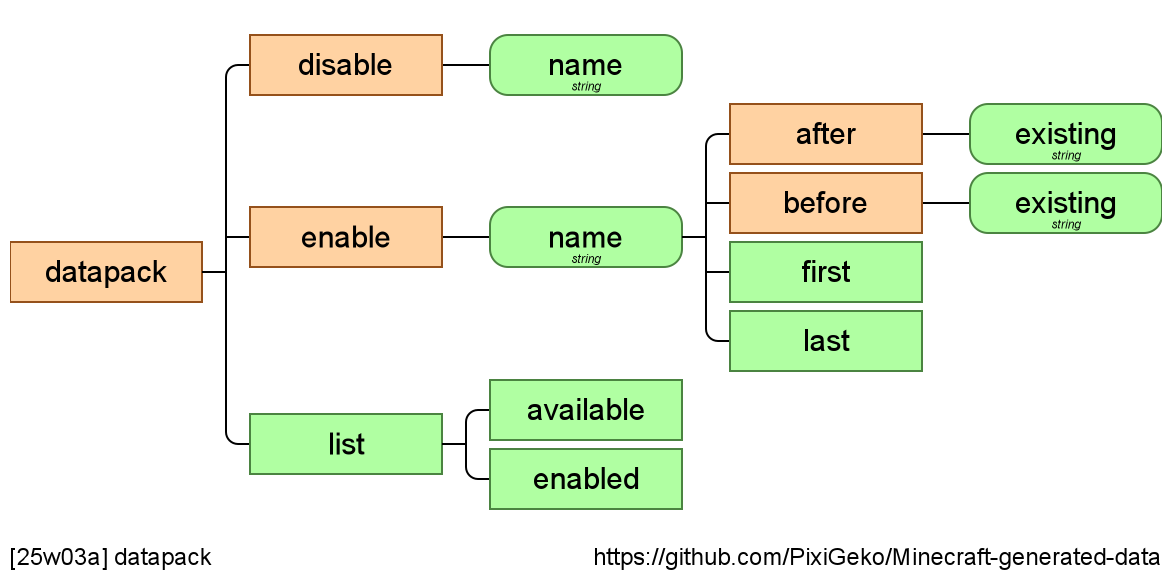 disable
name
string
after
existing
string
before
existing
string
enable
name
string
first
datapack
last
available
list
enabled
[25w03a] datapack
https://github.com/PixiGeko/Minecraft-generated-data